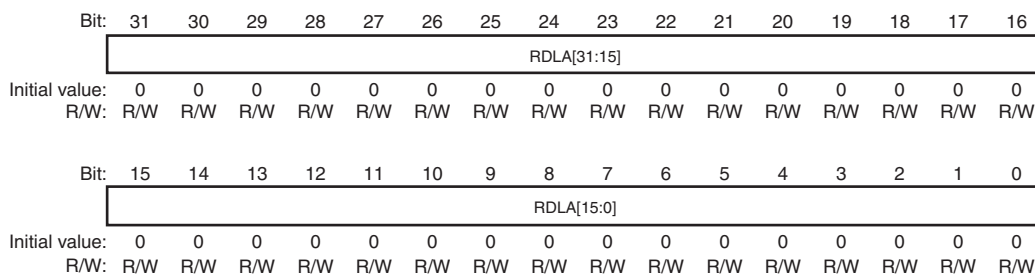 Bit: 31 30 29 28 27 26 25 24 23 22 21 20 19 18 17 16
RDLA[31:15]
Initial value: 0 0 0 0 0 0 0 0 0 0 0 0 0 0 0 0
R/W: R/W R/W R/W R/W R/W R/W R/W R/W R/W R/W R/W R/W R/W R/W R/W R/W
Bit: 15 14 13 12 11 10 9 8 7 6 5 4 3 2 1 0
RDLA[15:0]
Initial value: 0 0 0 0 0 0 0 0 0 0 0 0 0 0 0 0
R/W: R/W R/W R/W R/W R/W R/W R/W R/W R/W R/W R/W R/W R/W R/W R/W R/W